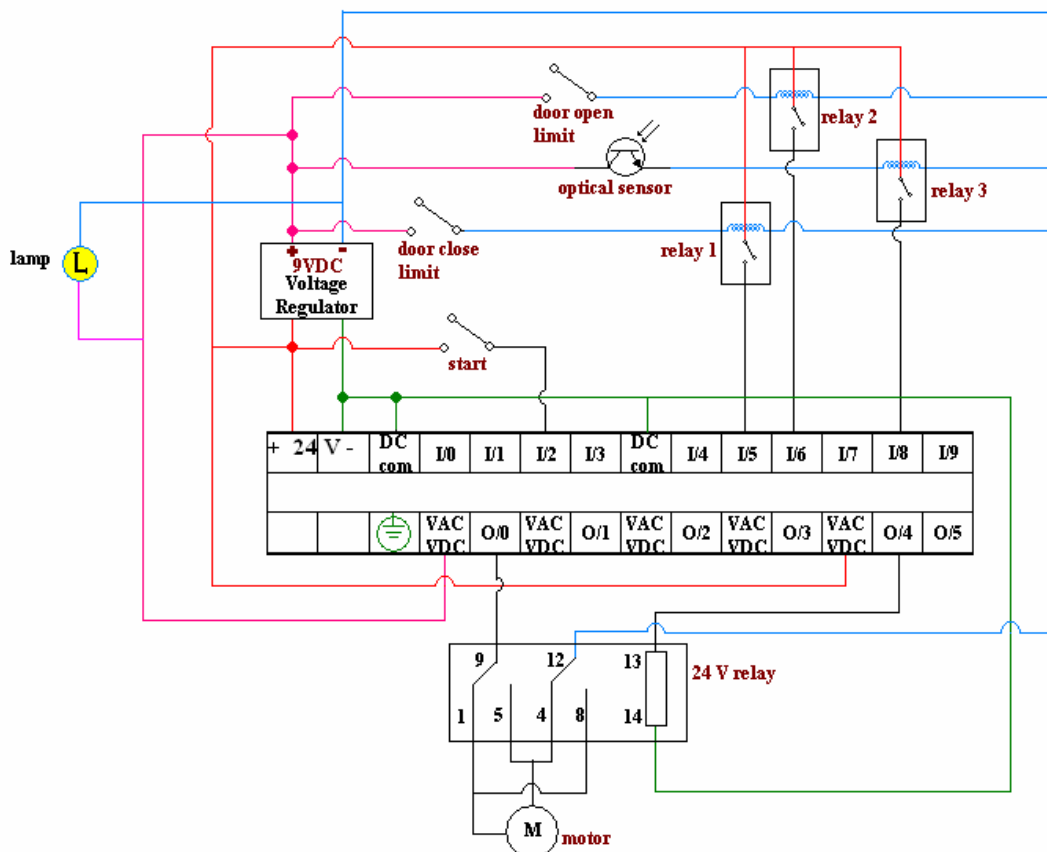 door open
limit
relay 2
optical sensor
relay 3
lamp
L
+ -
9VDC
Voltage
Regulator
door close
limit
relay 1
start
+ 24 V - DC com I/0 I/1 I/2 I/3 DC com I/4 I/5 I/6 I/7 I/8 I/9
VAC VDC O/0 VAC VDC O/1 VAC VDC O/2 VAC VDC O/3 VAC VDC O/4 O/5
9 12 13
24 V relay
1 5 4 8 14
M
motor